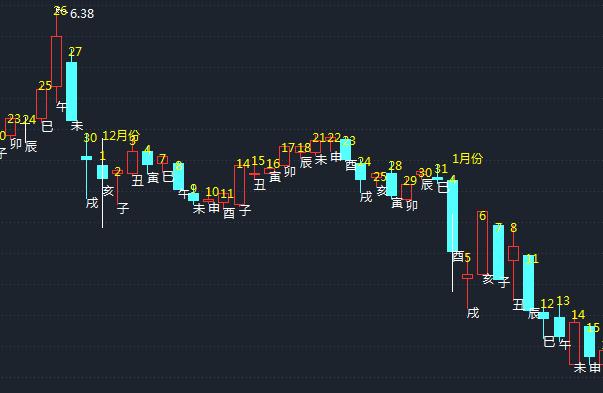 26
6.38
27
25
23
24
午
巳
未
卯
子
辰
30
12月份
1
2
3
4
7
8
9
10
11
14
15
16
17
18
21
22
23
24
25
28
29
30
31
1月份
4
戌
亥
子
丑
寅
巳
午
未
申
酉
子
丑
寅
卯
辰
未
申
酉
戌
亥
寅
卯
辰
巳
酉
5
戌
6
亥
7
子
8
丑
11
辰
12
巳
13
午
14
未
15
申